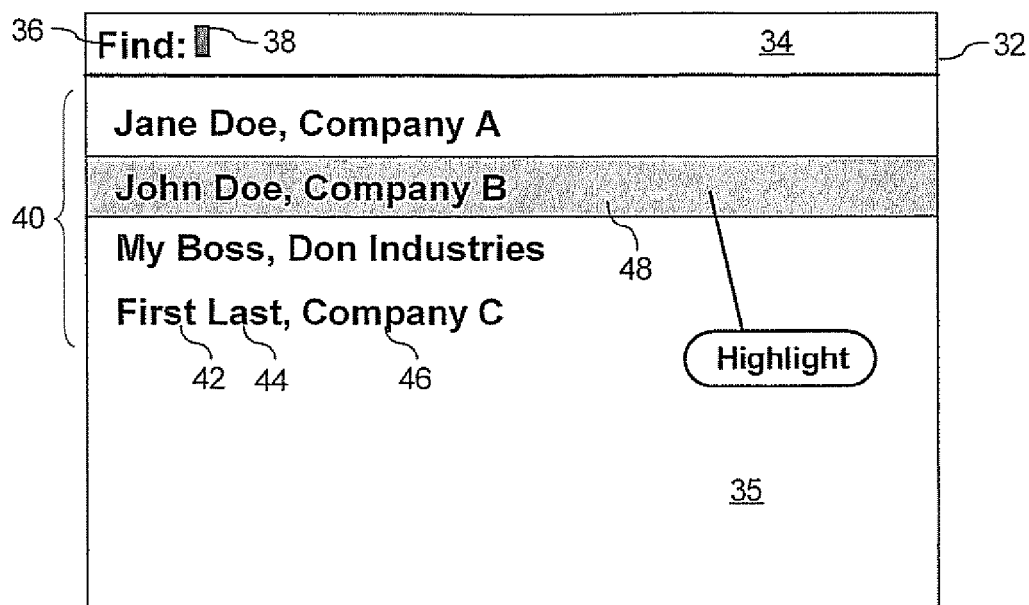 36 Find: 38 34 32
Jane Doe, Company A
40 John Doe, Company B
48
My Boss, Don Industries
First Last, Company C
42 44 46
Highlight
35